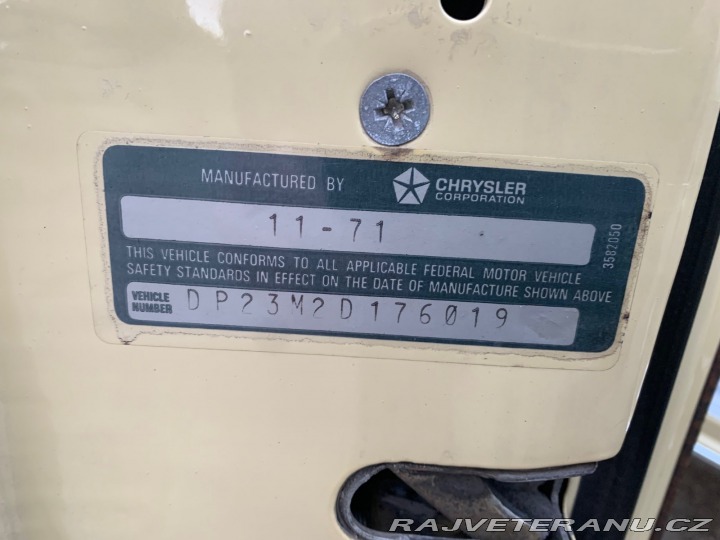 MANUFACTURED BY CHRYSLER CORPORATION
11-71
3582050
THIS VEHICLE CONFORMS TO ALL APPLICABLE FEDERAL MOTOR VEHICLE
SAFETY STANDARDS IN EFFECT ON THE DATE OF MANUFACTURE SHOWN ABOVE
VEHICLE NUMBER DP23M2D176019
RAJVETERANU.CZ